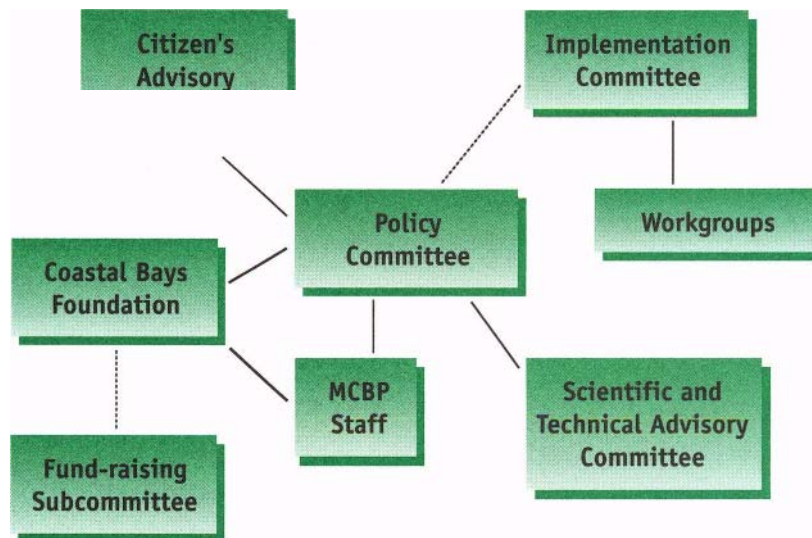 Citizen's
Advisory
Implementation
Committee
Policy
Committee
Workgroups
Coastal Bays
Foundation
MCBP
Staff
Scientific and
Technical Advisory
Committee
Fund-raising
Subcommittee